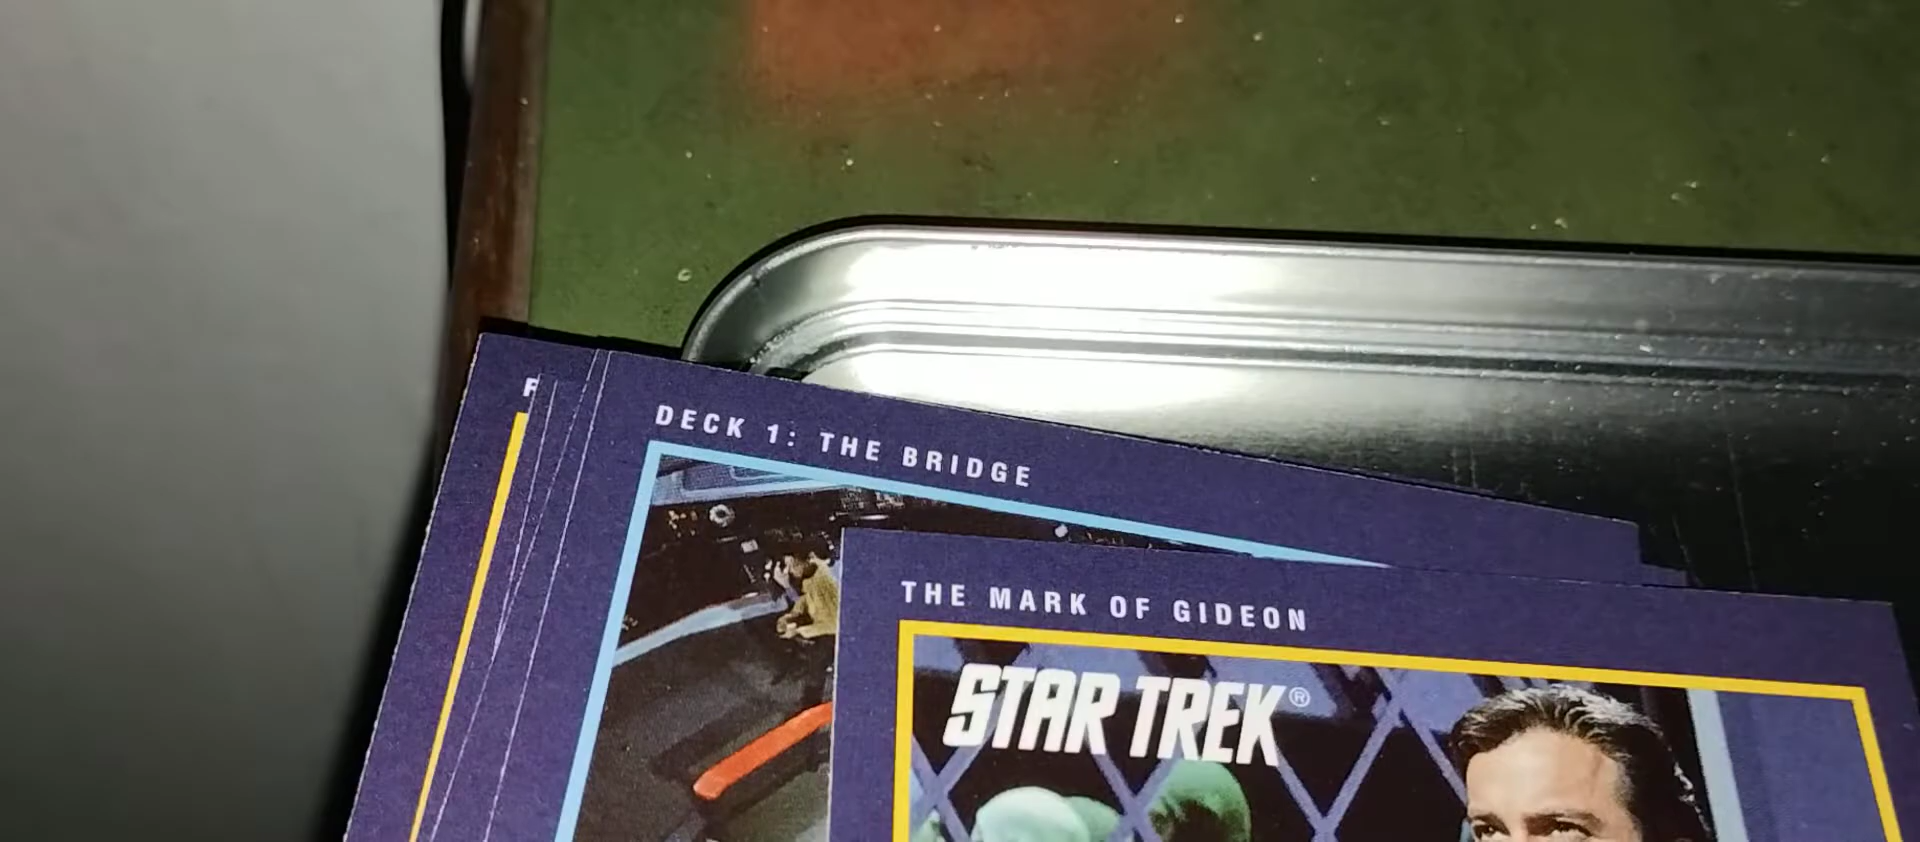 DECK 1: THE BRIDGE
THE MARK OF GIDEON
STAR TREK®